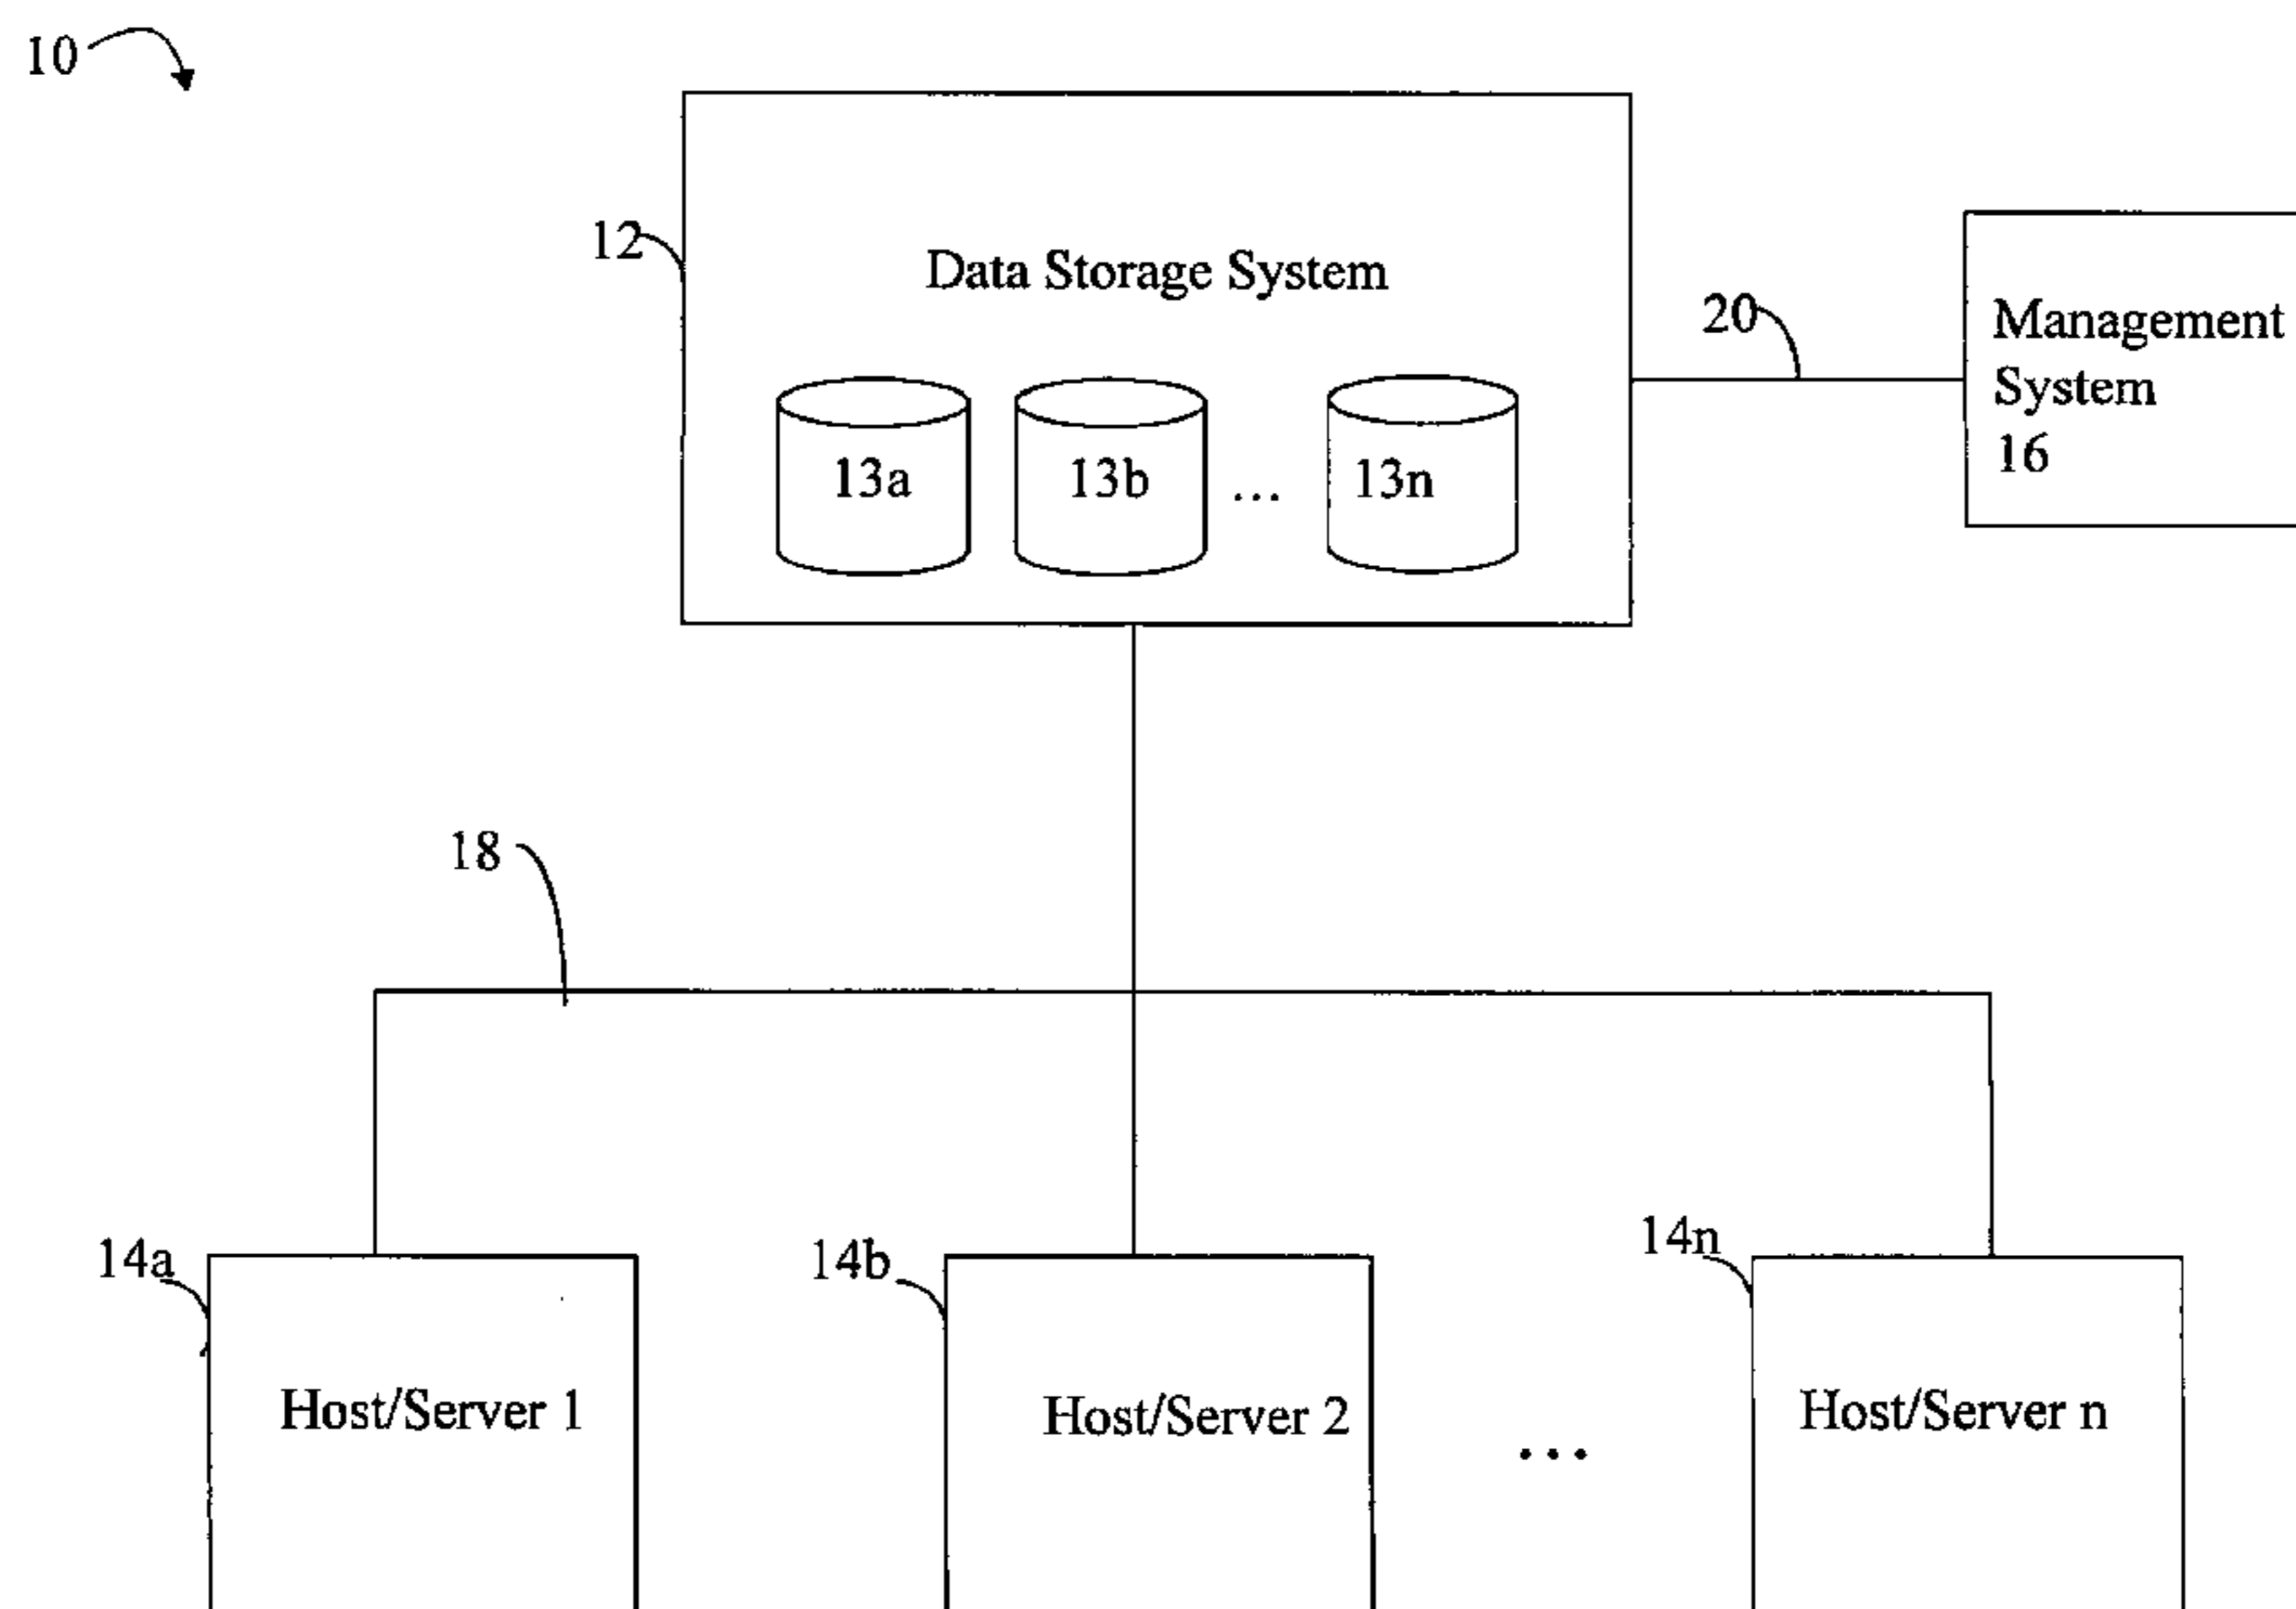 10
12
Data Storage System
20
Management
System
16
13a
13b
...
13n
18
14a
14b
14n
Host/Server 1
Host/Server 2
...
Host/Server n